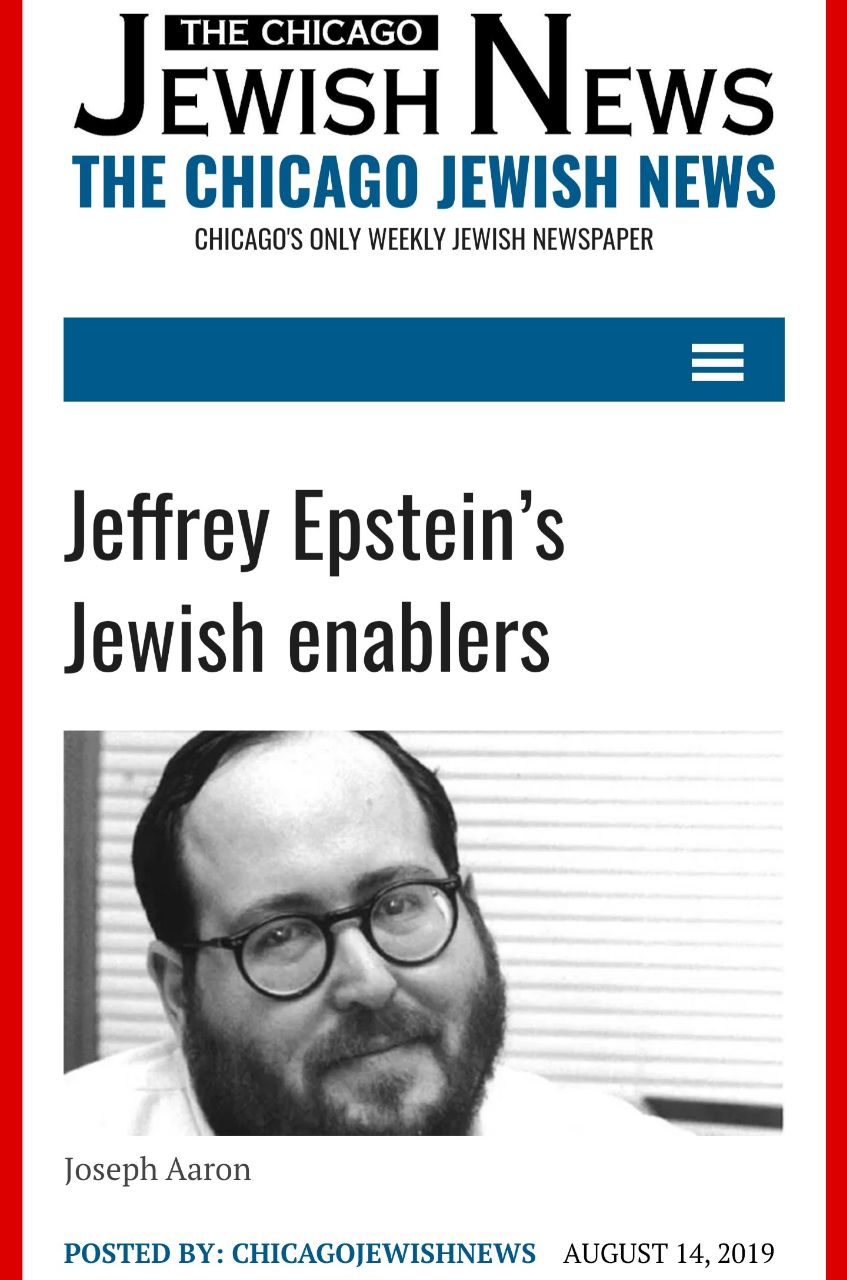 THE CHICAGO
JEWISH NEWS
THE CHICAGO JEWISH NEWS
CHICAGO'S ONLY WEEKLY JEWISH NEWSPAPER
Jeffrey Epstein’s
Jewish enablers
Joseph Aaron
POSTED BY: CHICAGOJEWISHNEWS AUGUST 14, 2019